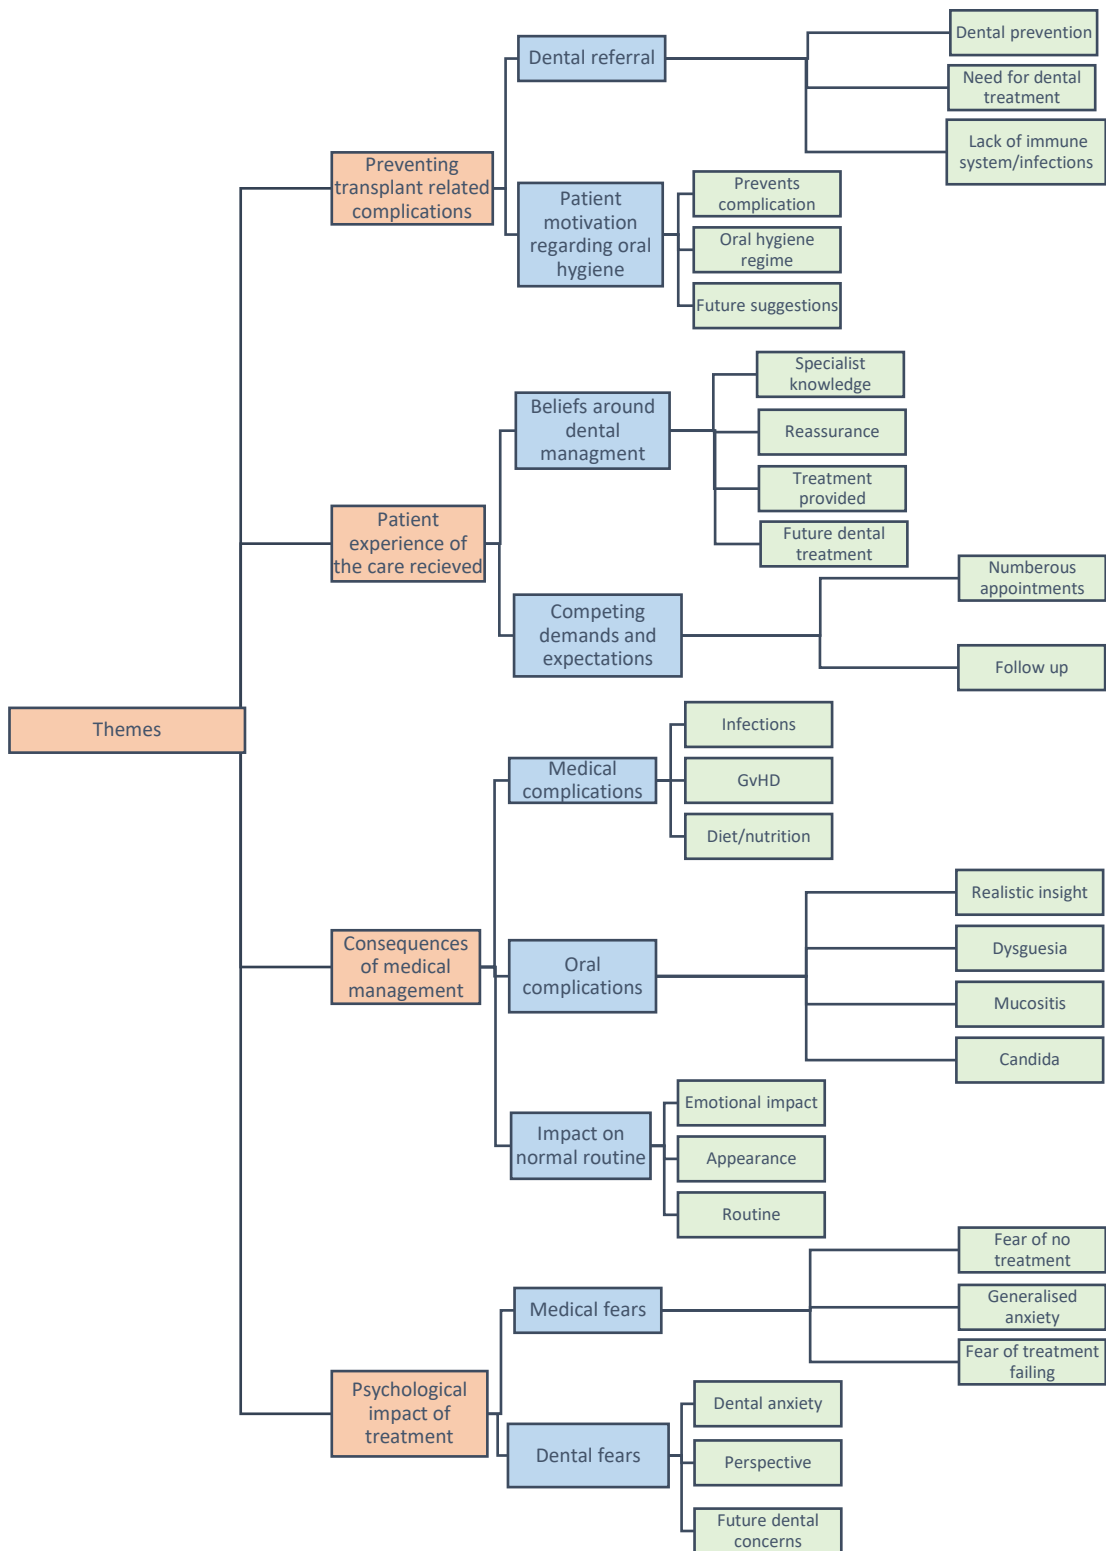 Themes
Preventing
transplant related
complications
Dental referral
Dental prevention
Need for dental
treatment
Lack of immune
system/infections
Patient
motivation
regarding oral
hygiene
Prevents
complication
Oral hygiene
regime
Future suggestions
Patient
experience of
the care recieved
Beliefs around
dental
managment
Specialist
knowledge
Reassurance
Treatment
provided
Future dental
treatment
Competing
demands and
expectations
Numberous
appointments
Follow up
Consequences
of medical
management
Medical
complications
Infections
GvHD
Diet/nutrition
Oral
complications
Realistic insight
Dysguesia
Mucositis
Candida
Impact on
normal routine
Emotional impact
Appearance
Routine
Psychological
impact of
treatment
Medical fears
Fear of no
treatment
Generalised
anxiety
Fear of treatment
failing
Dental fears
Dental anxiety
Perspective
Future dental
concerns